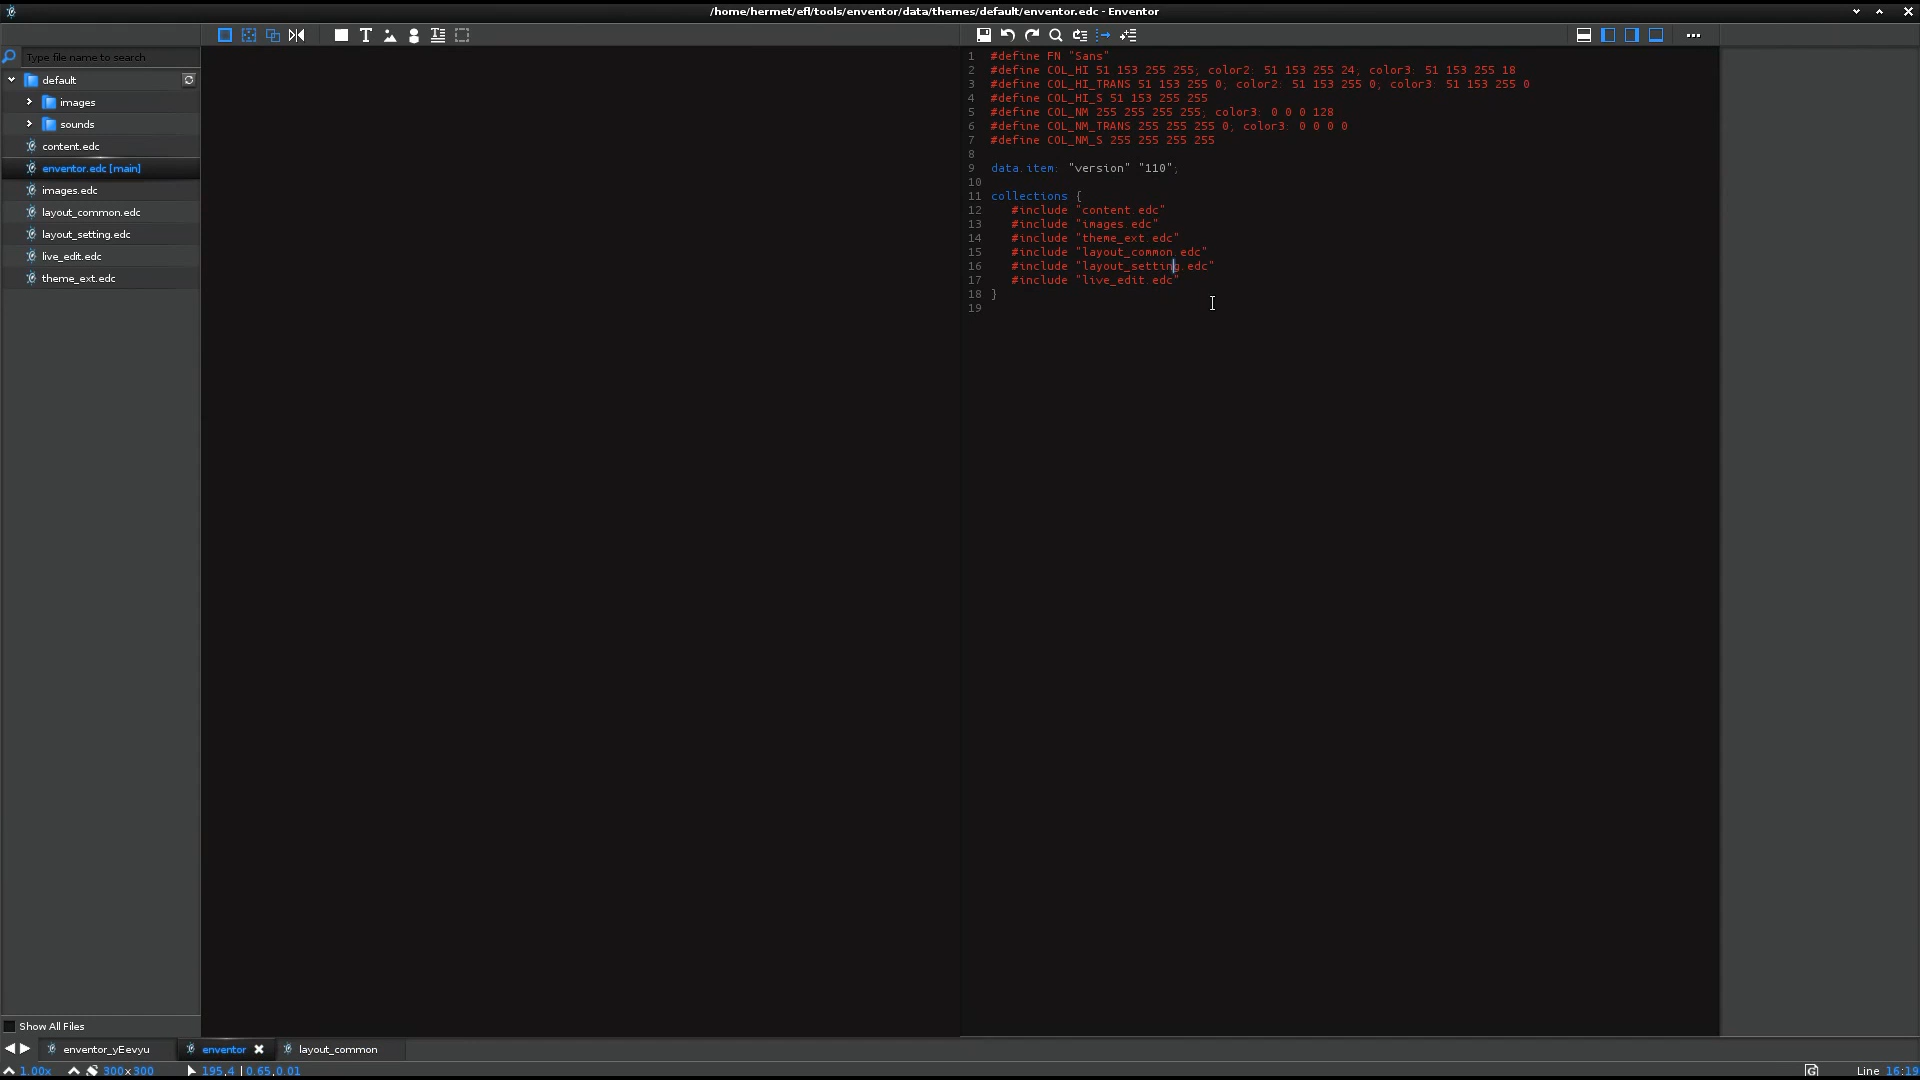 /home/hermet/efl/tools/enventor/data/themes/default/enventor.edc - Enventor
Type file name to search
default
images
sounds
content.edc
enventor.edc [main]
images.edc
layout_common.edc
layout_setting.edc
live_edit.edc
theme_ext.edc
1 #define FN "Sans"
2 #define COL_HI 51 153 255 255; color2: 51 153 255 24; color3: 51 153 255 18
3 #define COL_HI_TRANS 51 153 255 0; color2: 51 153 255 0; color3: 51 153 255 0
4 #define COL_HI_S 51 153 255 255
5 #define COL_NM 255 255 255 255; color3: 0 0 0 128
6 #define COL_NM_TRANS 255 255 255 0; color3: 0 0 0 0
7 #define COL_NM_S 255 255 255 255
8
9 data.item: "version" "110";
10
11 collections {
12 #include "content.edc"
13 #include "images.edc"
14 #include "theme_ext.edc"
15 #include "layout_common.edc"
16 #include "layout_setting.edc"
17 #include "live_edit.edc"
18 }
19
Show All Files
enventor_yEevyu
enventor
layout_common
1.00x 300x300 195,4 | 0.65,0.01
Line 16:19